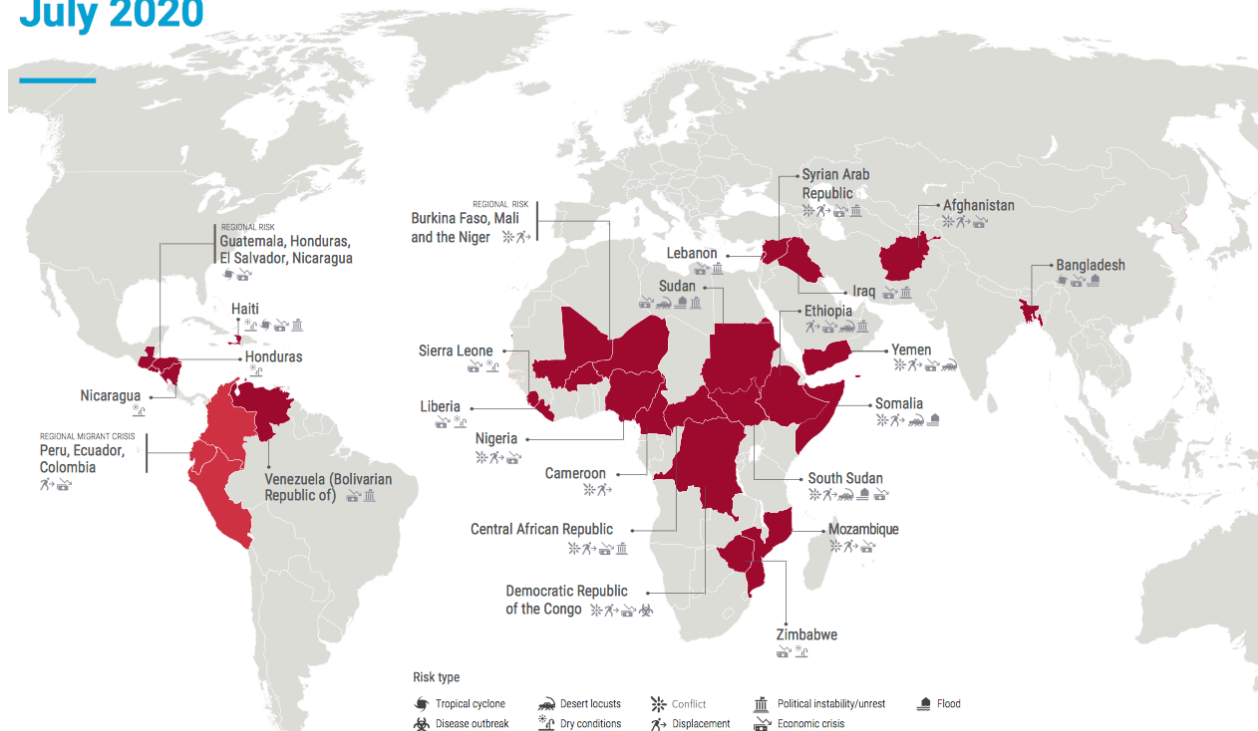 July 2020
REGIONAL RISK
Guatemala, Honduras,
El Salvador, Nicaragua
Haiti
Honduras
Nicaragua
REGIONAL MIGRANT CRISIS
Peru, Ecuador,
Colombia
Venezuela (Bolivarian
Republic of)
REGIONAL RISK
Burkina Faso, Mali
and the Niger
Sierra Leone
Liberia
Nigeria
Cameroon
Central African Republic
Democratic Republic
of the Congo
Syrian Arab
Republic
Lebanon
Sudan
Afghanistan
Iraq
Ethiopia
Bangladesh
Yemen
Somalia
South Sudan
Mozambique
Zimbabwe
Risk type
Tropical cyclone
Desert locusts
Conflict
Political instability/unrest
Flood
Disease outbreak
Dry conditions
Displacement
Economic crisis